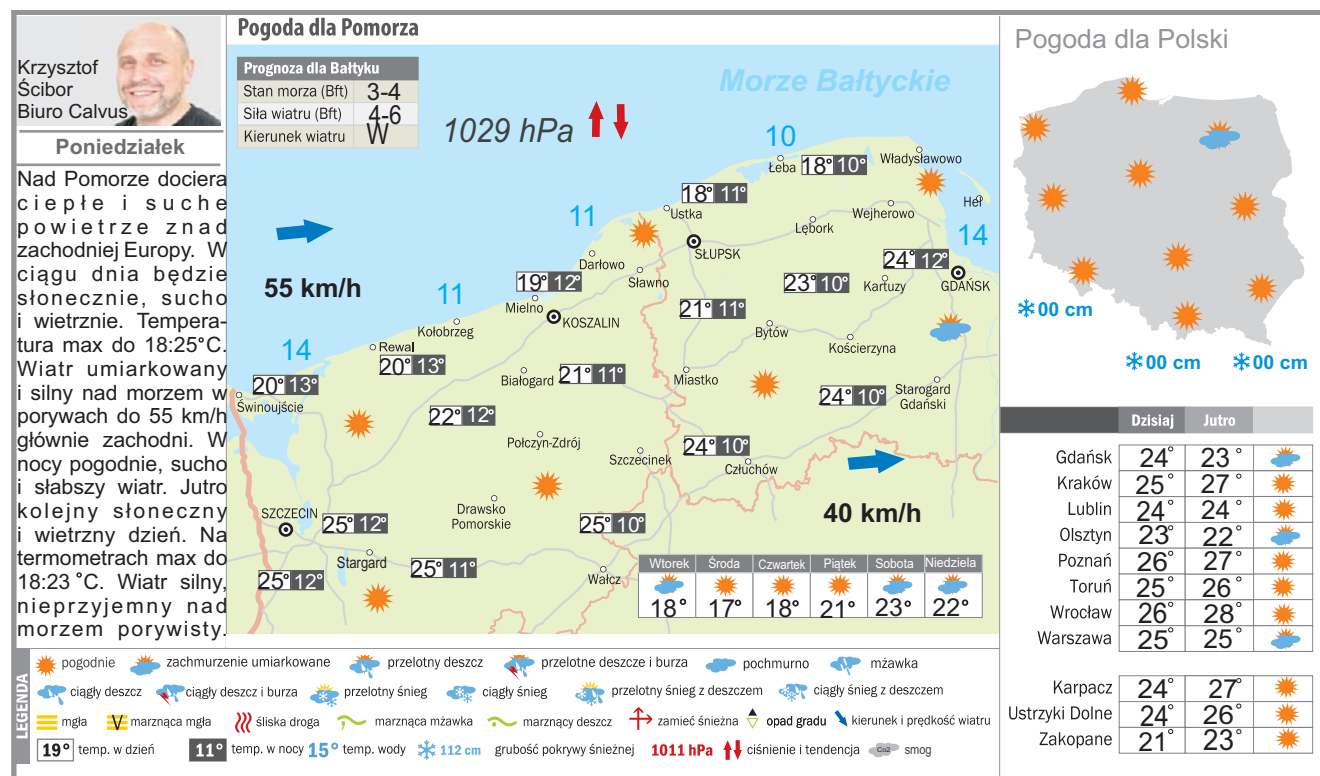 Krzysztof
Ścibor
Biuro Calvus
Poniedziałek
Nad Pomorze dociera
ciepłe i suche
powietrze znad
zachodniej Europy. W
ciągu dnia będzie
słonecznie, sucho
i wietrznie. Tempera-
tura max do 18:25°C.
Wiatr umiarkowany
i silny nad morzem w
porywach do 55 km/h
głównie zachodni. W
nocy pogodnie, sucho
i słabszy wiatr. Jutro
kolejny słoneczny
i wietrzny dzień. Na
termometrach max do
18:23 °C. Wiatr silny,
nieprzyjemny nad
morzem porywisty.
Pogoda dla Pomorza
Prognoza dla Bałtyku
Stan morza (Bft) 3-4
Siła wiatru (Bft) 4-6
Kierunek wiatru W
Morze Bałtyckie
1029 hPa
10
Łeba 18° 10°
Władysławowo
Hel
18° 11°
Ustka
Wejherowo
Lębork
11
14
SŁUPSK
24° 12°
GDAŃSK
Darłowo
19° 12°
Sławno
23° 10°
Kartuzy
55 km/h
11
Mielno
KOSZALIN
Kołobrzeg
21° 11°
Bytów
Kościerzyna
14
Rewal
20° 13°
20° 13°
Świnoujście
Białogard 21° 11°
Miastko
24° 10°
Starogard
Gdański
22° 12°
Połczyn-Zdrój
Szczecinek
24° 10°
Człuchów
40 km/h
Drawsko
Pomorskie
SZCZECIN
25° 12°
25° 10°
Stargard
25° 11°
25° 12°
Wałcz
Wtorek Środa Czwartek Piątek Sobota Niedziela
18° 17° 18° 21° 23° 22°
Pogoda dla Polski
00 cm
00 cm 00 cm
Dzisiaj Jutro
Gdańsk 24° 23°
Kraków 25° 27°
Lublin 24° 24°
Olsztyn 23° 22°
Poznań 26° 27°
Toruń 25° 26°
Wrocław 26° 28°
Warszawa 25° 25°
Karpacz 24° 27°
Ustrzyki Dolne 24° 26°
Zakopane 21° 23°
LEGENDA
pogodnie zachmurzenie umiarkowane przelotny deszcz przelotne deszcze i burza pochmurno mżawka
ciągły deszcz ciągły deszcz i burza przelotny śnieg ciągły śnieg przelotny śnieg z deszczem ciągły śnieg z deszczem
mgła marznąca mgła śliska droga marznąca mżawka marznący deszcz zamieć śnieżna opad gradu kierunek i prędkość wiatru
19° temp. w dzień 11° temp. w nocy 15° temp. wody 112 cm grubość pokrywy śnieżnej 1011 hPa ciśnienie i tendencja Co2 smog